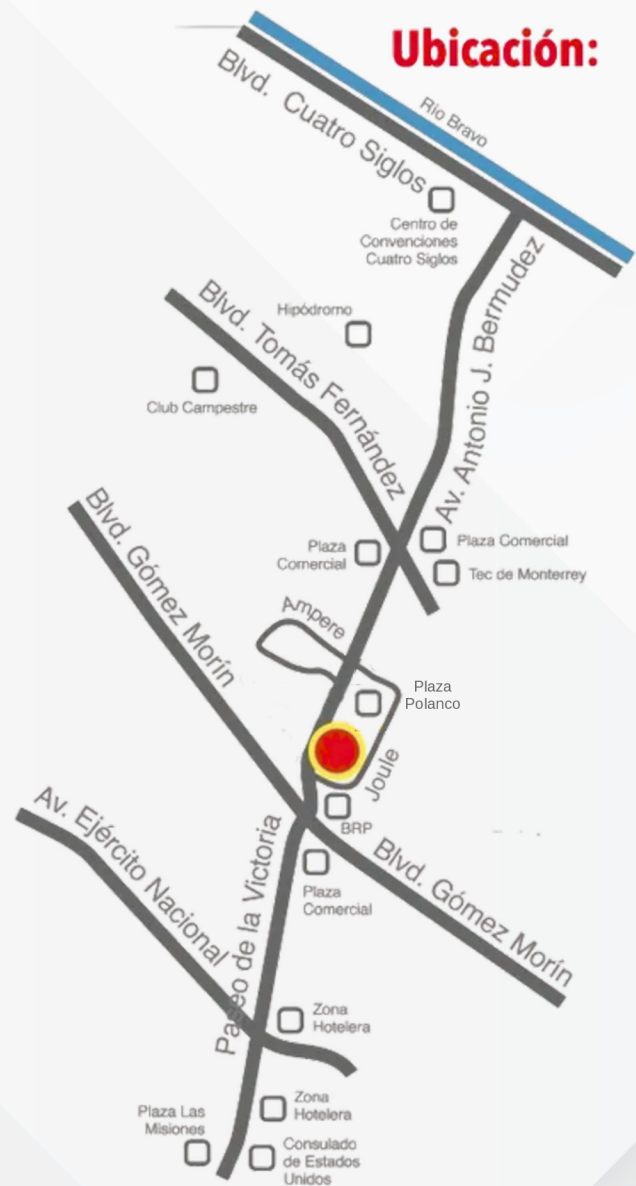 Ubicación:
Río Bravo
Blvd. Cuatro Siglos
Centro de
Convenciones
Cuatro Siglos
Av. Antonio J. Bermudez
Hipódromo
Blvd. Tomás Fernández
Club Campestre
Plaza Comercial
Plaza
Comercial
Tec de Monterrey
Blvd. Gómez Morín
Ampere
Plaza
Polanco
Joule
BRP
Av. Ejército Nacional
Paseo de la Victoria
Blvd. Gómez Morín
Plaza
Comercial
Zona
Hotelera
Zona
Hotelera
Plaza Las
Misiones
Consulado
de Estados
Unidos